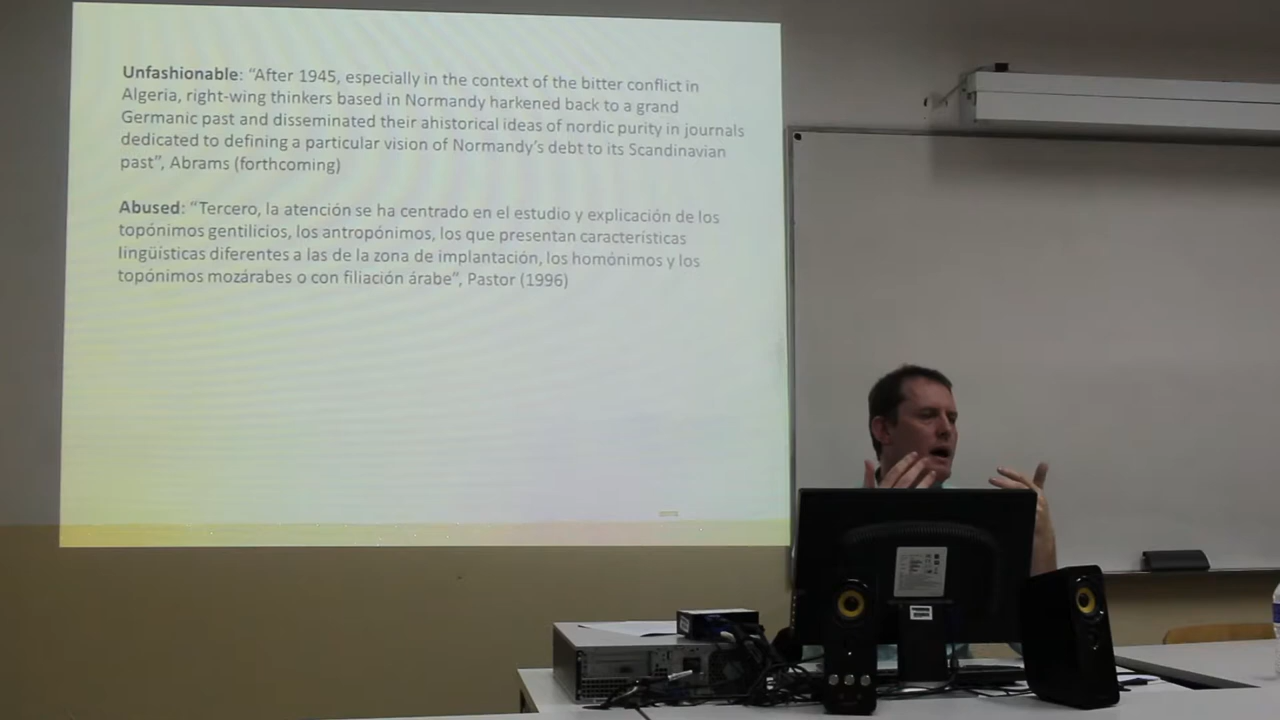 Unfashionable: “After 1945, especially in the context of the bitter conflict in
Algeria, right-wing thinkers based in Normandy harkened back to a grand
Germanic past and disseminated their ahistorical ideas of nordic purity in journals
dedicated to defining a particular vision of Normandy’s debt to its Scandinavian
past”, Abrams (forthcoming)
Abused: “Tercero, la atención se ha centrado en el estudio y explicación de los
topónimos gentilicios, los antropónimos, los que presentan características
lingüísticas diferentes a las de la zona de implantación, los homónimos y los
topónimos mozárabes o con filiación árabe”, Pastor (1996)